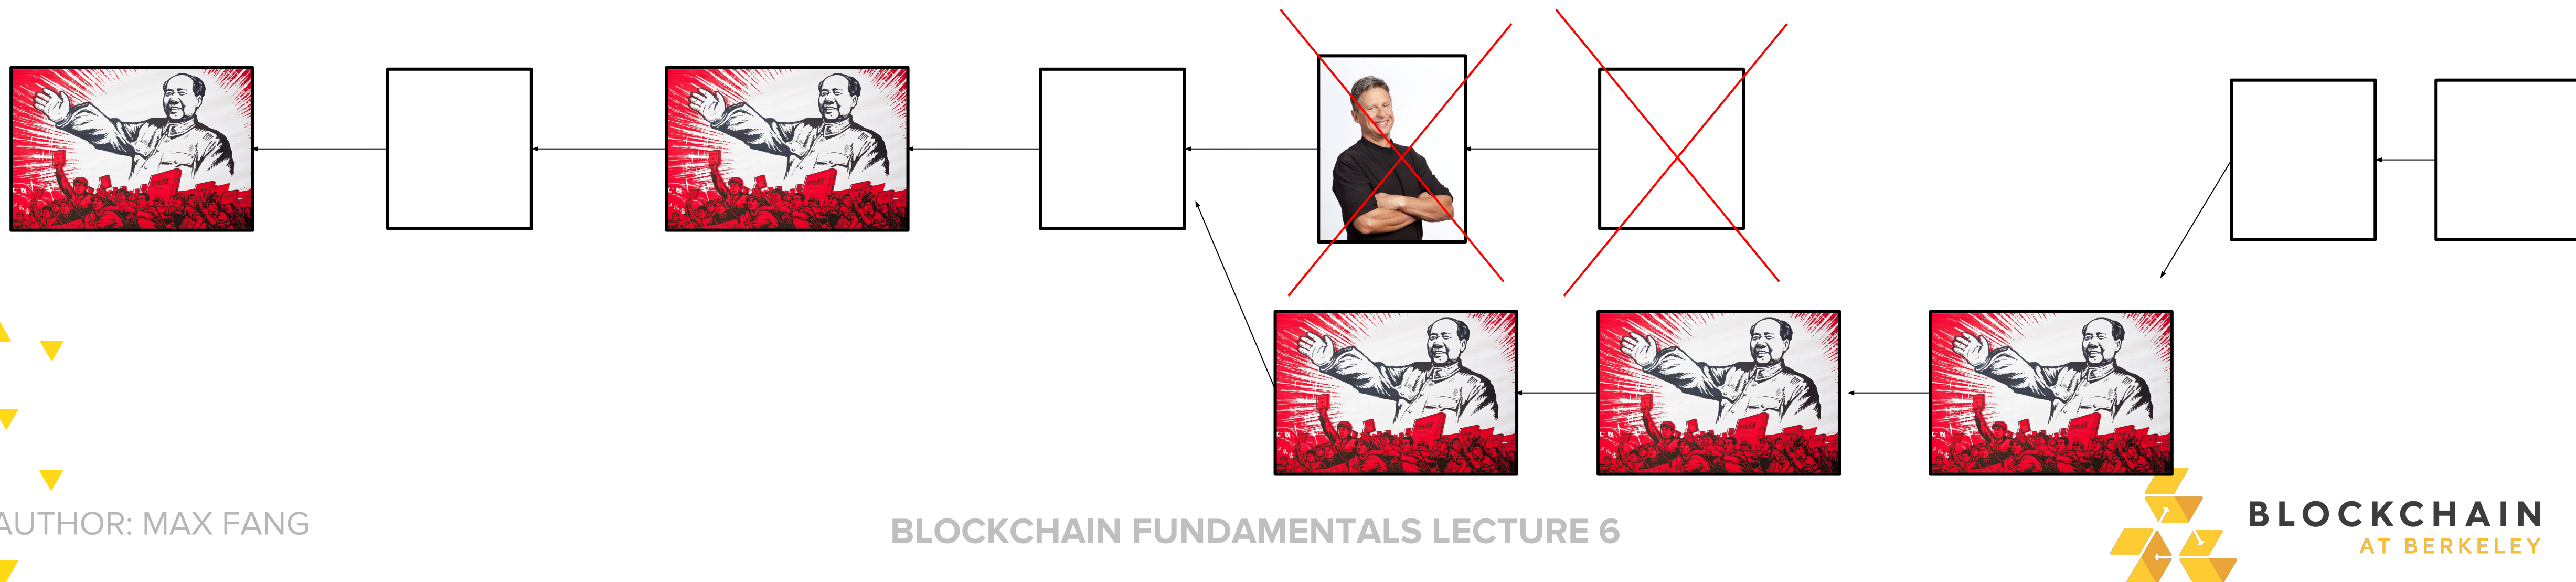 AUTHOR: MAX FANG
BLOCKCHAIN FUNDAMENTALS LECTURE 6
BLOCKCHAIN
AT BERKELEY